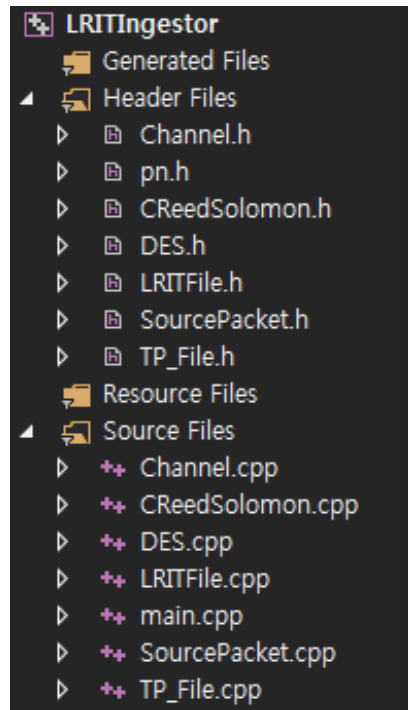 LRITIngestor
Generated Files
Header Files
Channel.h
pn.h
CReedSolomon.h
DES.h
LRITFile.h
SourcePacket.h
TP_File.h
Resource Files
Source Files
Channel.cpp
CReedSolomon.cpp
DES.cpp
LRITFile.cpp
main.cpp
SourcePacket.cpp
TP_File.cpp